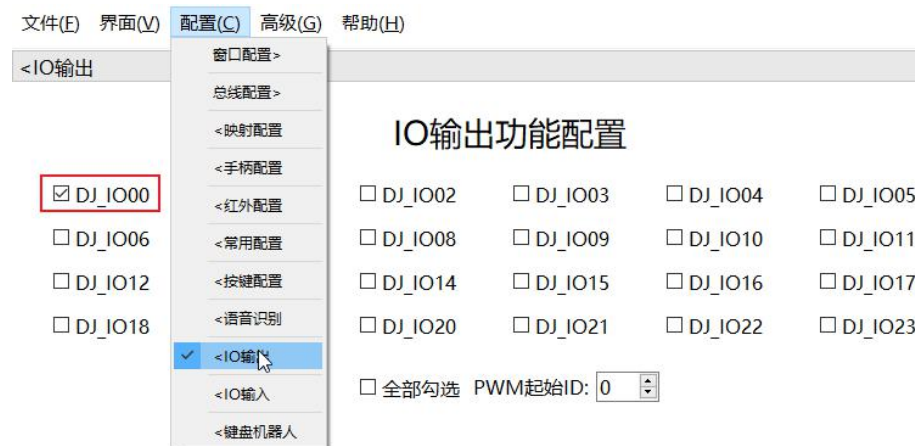 文件(F) 界面(V) 配置(C) 高级(G) 帮助(H)
<IO输出
窗口配置>
总线配置>
<映射配置
<手柄配置
<红外配置
<常用配置
<按键配置
<语音识别
<IO输出
<IO输入
<键盘机器人
IO输出功能配置
DJ_IO00 DJ_IO02 DJ_IO03 DJ_IO04 DJ_IO05
DJ_IO06 DJ_IO08 DJ_IO09 DJ_IO10 DJ_IO11
DJ_IO12 DJ_IO14 DJ_IO15 DJ_IO16 DJ_IO17
DJ_IO18 DJ_IO20 DJ_IO21 DJ_IO22 DJ_IO23
全部勾选 PWM起始ID: 0